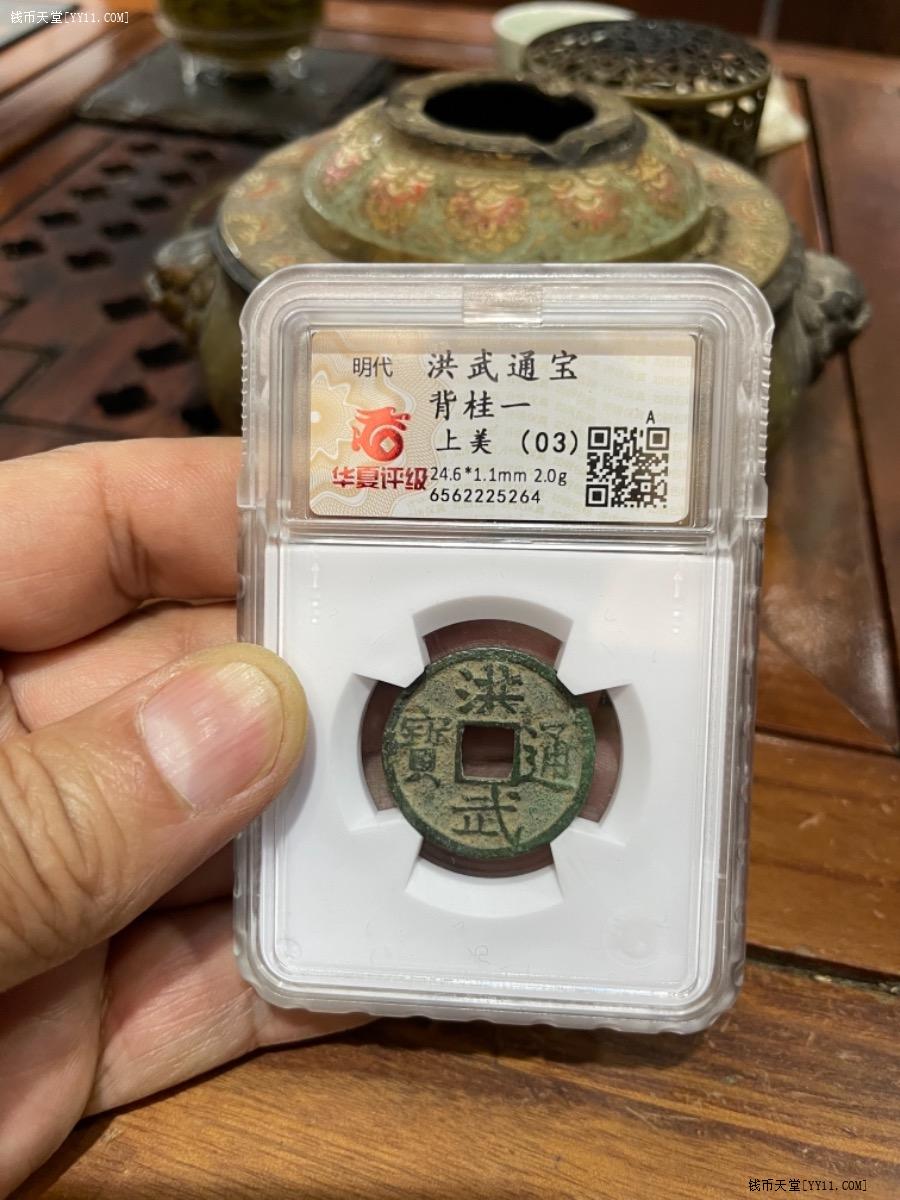 钱币天堂[YY11.COM]
明代 洪武通宝
背桂一
上美 (03) A
华夏评级 24.6*1.1mm 2.0g
6562225264
洪
寶 通
武
钱币天堂[YY11.COM]